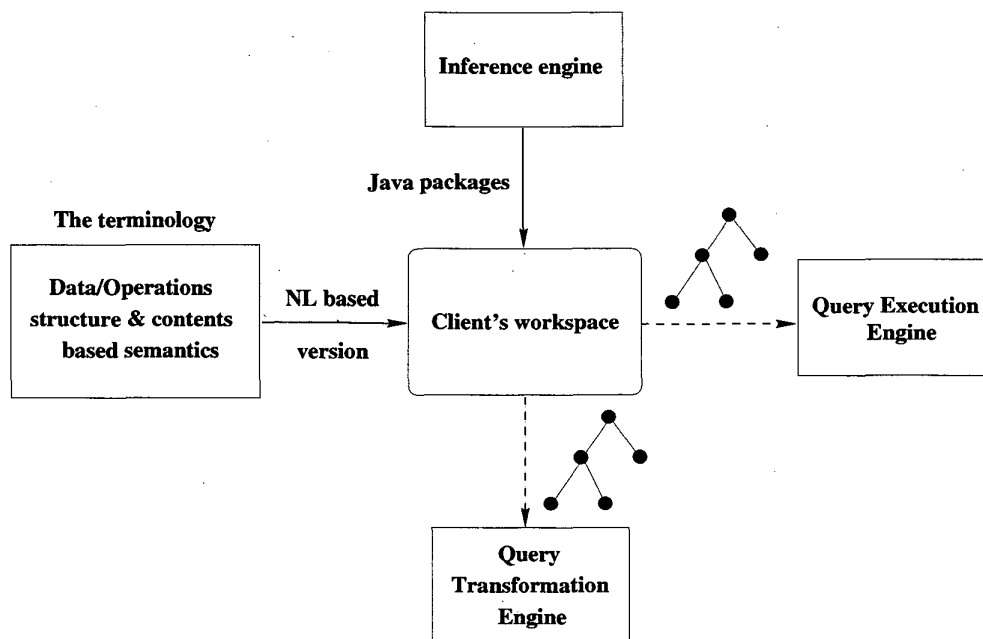 Inference engine
Java packages
The terminology
Data/Operations
structure & contents
based semantics
NL based
version
Client's workspace
Query Execution
Engine
Query
Transformation
Engine